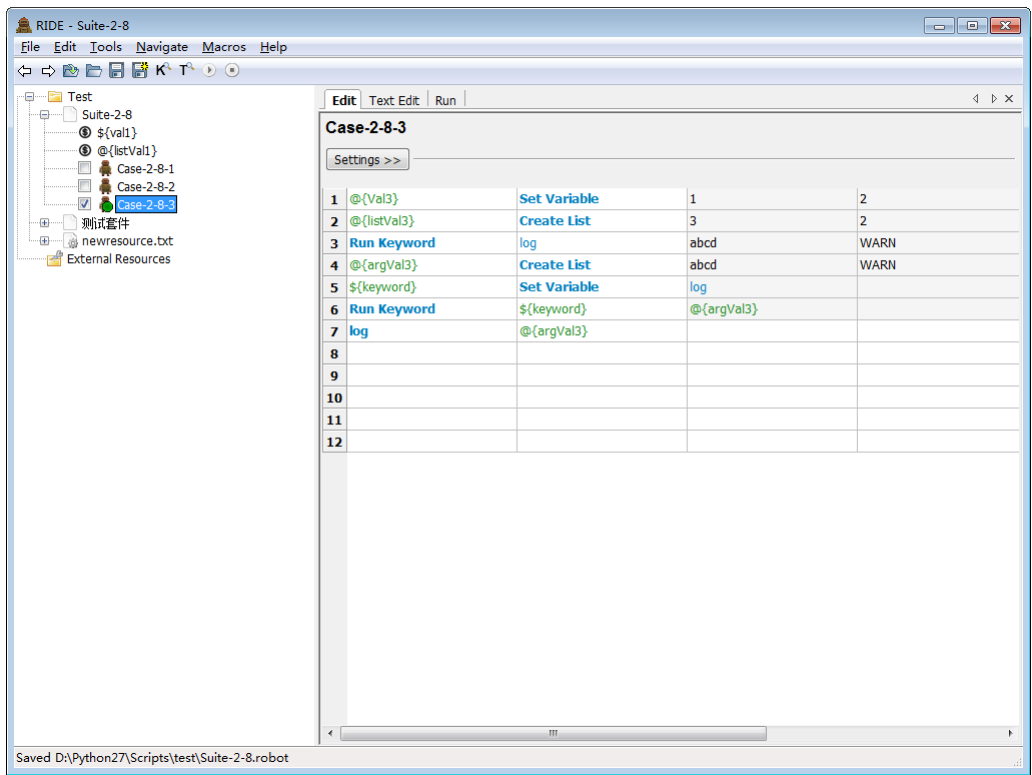 RIDE - Suite-2-8
File Edit Tools Navigate Macros Help
Test
Suite-2-8
${val1}
@{listVal1}
Case-2-8-1
Case-2-8-2
Case-2-8-3
测试套件
newresource.txt
External Resources
Edit Text Edit Run
Case-2-8-3
Settings >>
1 @{Val3} Set Variable 1 2
2 @{listVal3} Create List 3 2
3 Run Keyword log abcd WARN
4 @{argVal3} Create List abcd WARN
5 ${keyword} Set Variable log
6 Run Keyword ${keyword} @{argVal3}
7 log @{argVal3}
8
9
10
11
12
Saved D:\Python27\Scripts\test\Suite-2-8.robot